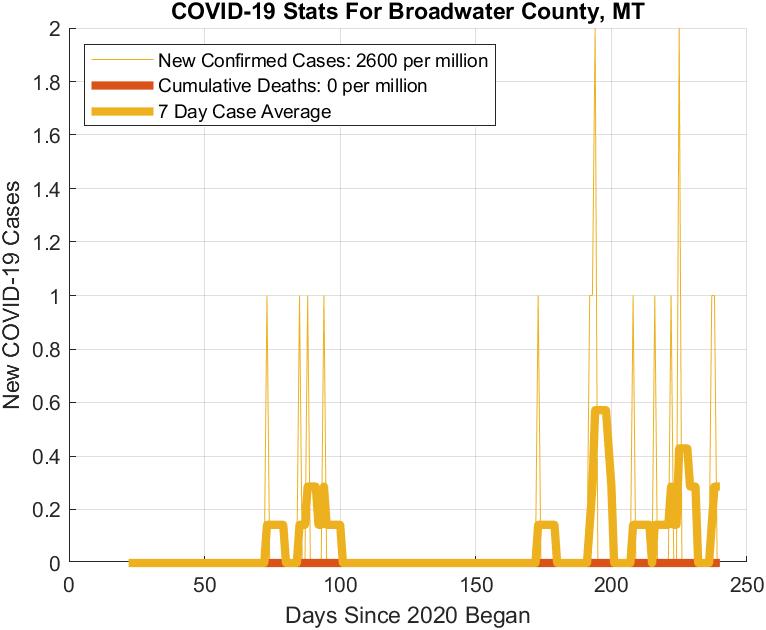 COVID-19 Stats For Broadwater County, MT
New Confirmed Cases: 2600 per million
Cumulative Deaths: 0 per million
7 Day Case Average
New COVID-19 Cases
2
1.8
1.6
1.4
1.2
1
0.8
0.6
0.4
0.2
0
0 50 100 150 200 250
Days Since 2020 Began